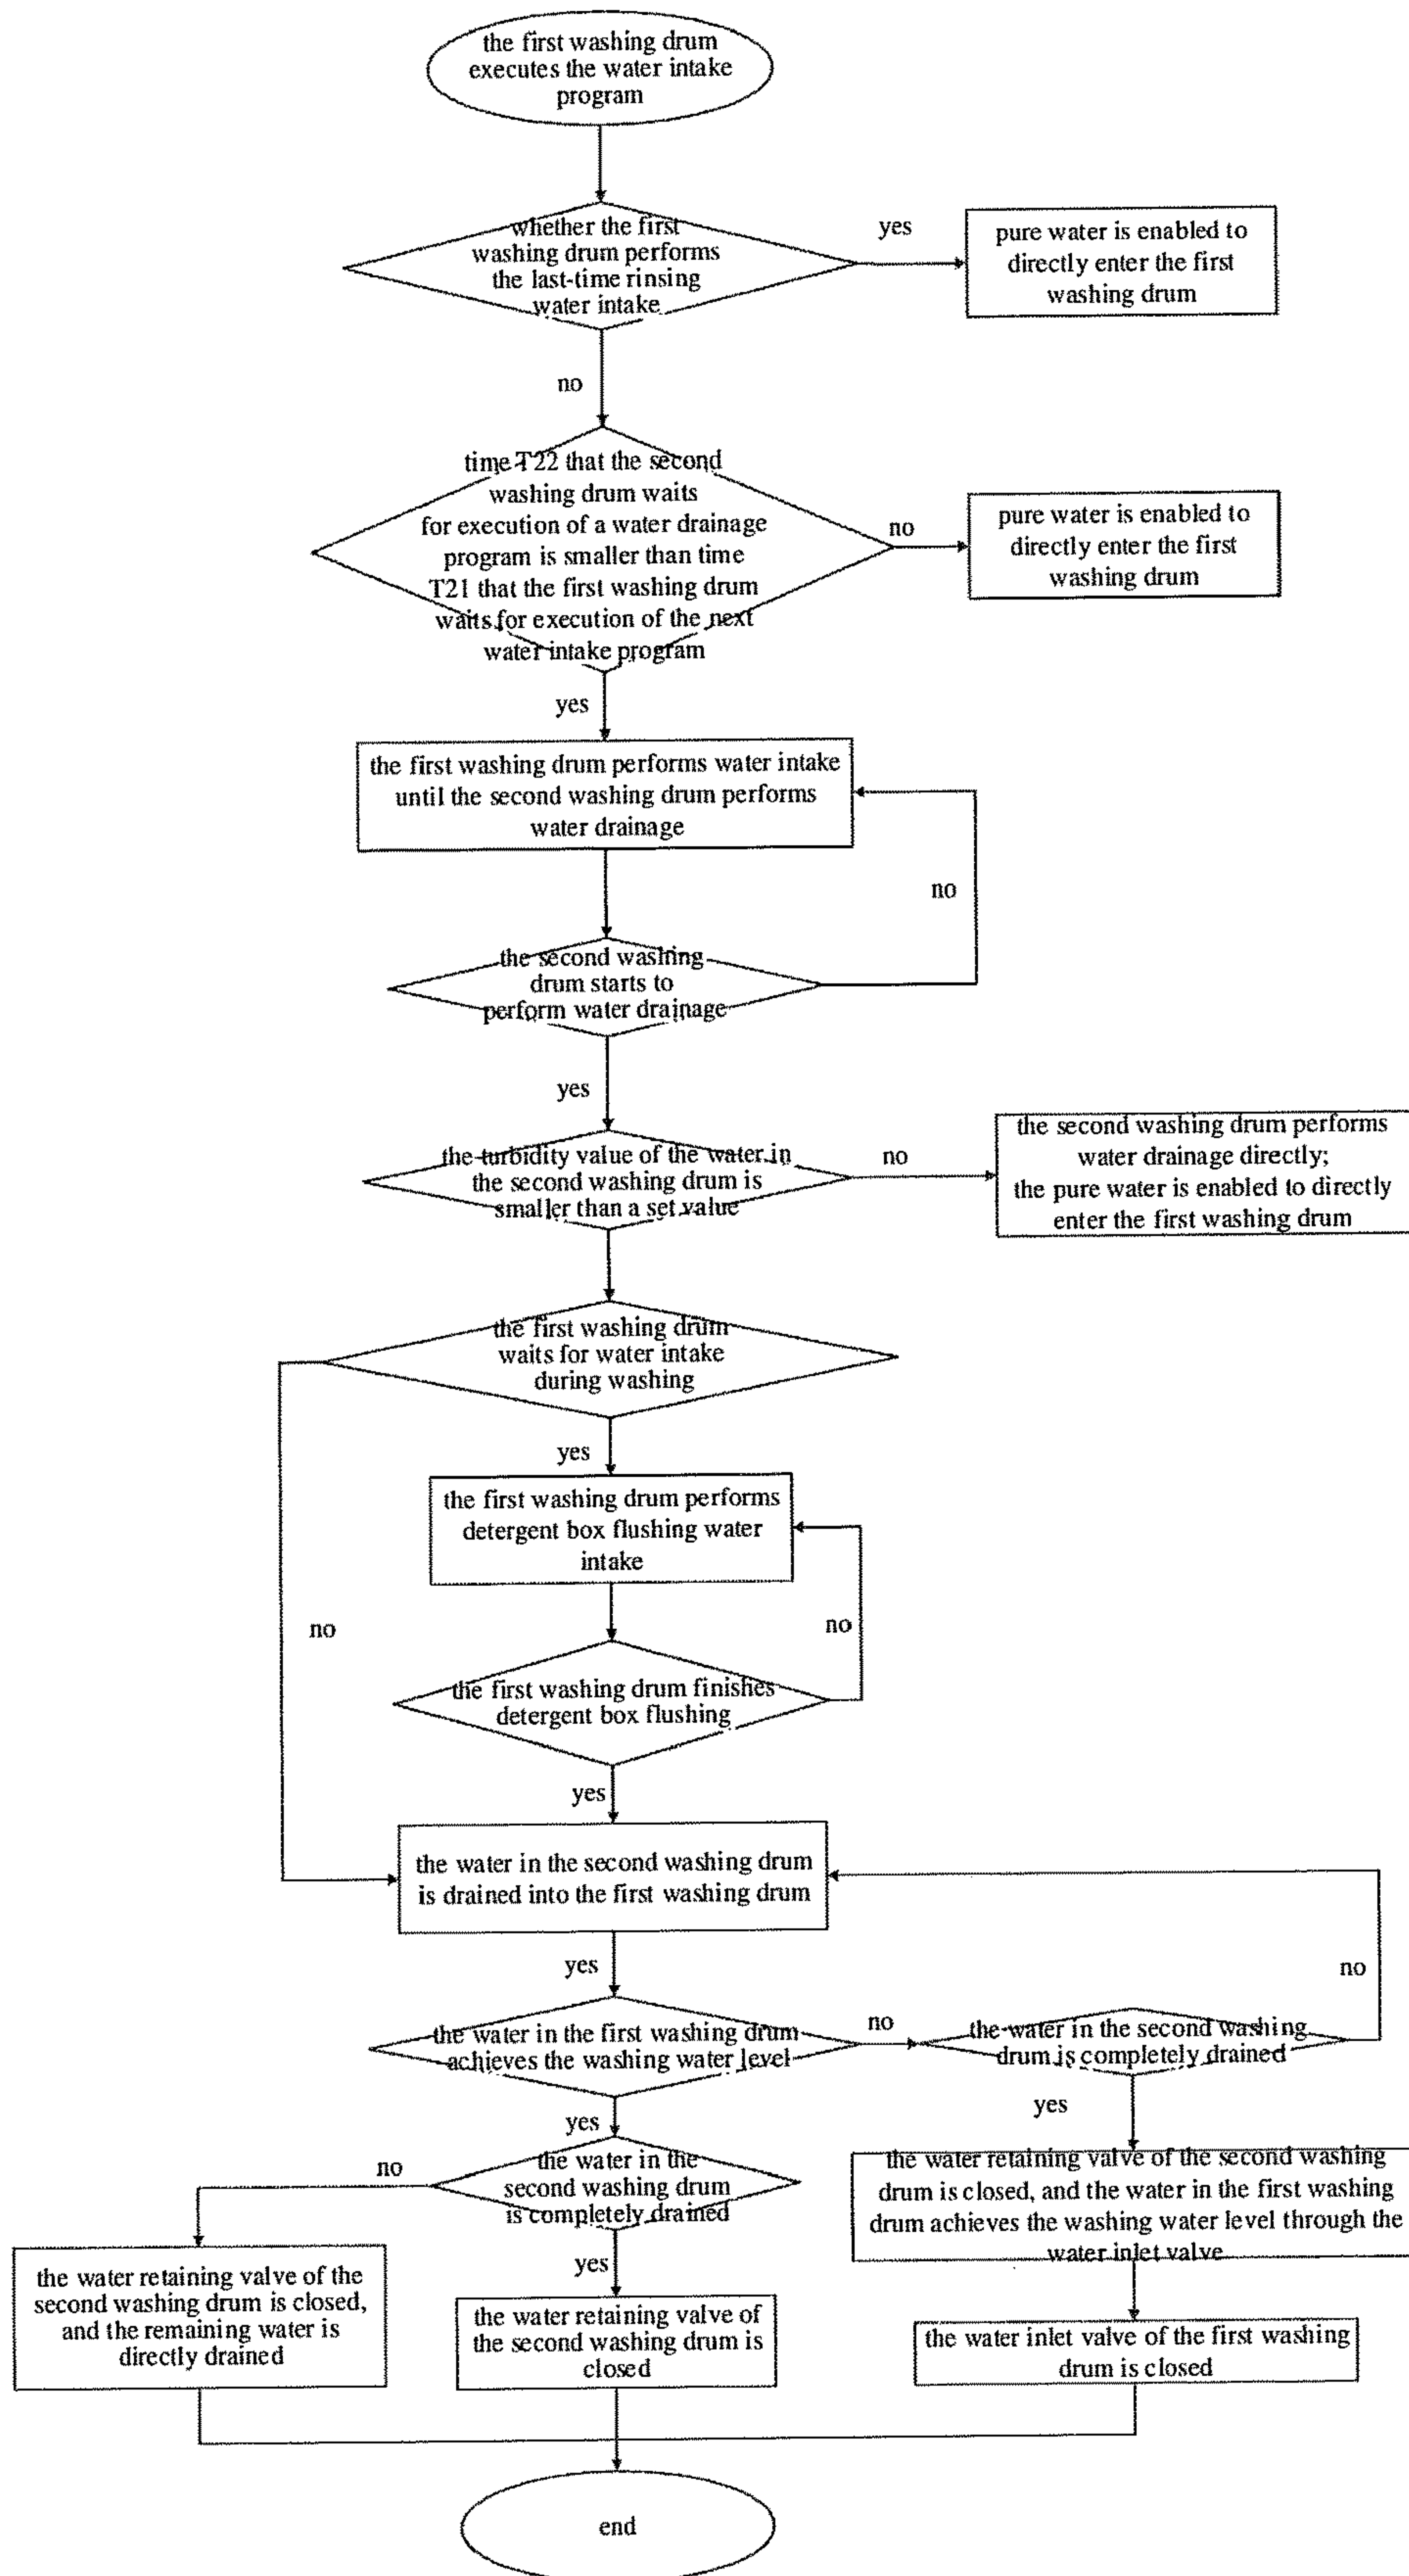 the first washing drum
executes the water intake
program
whether the first
washing drum performs
the last-time rinsing
water intake
yes
pure water is enabled to
directly enter the first
washing drum
no
time T22 that the second
washing drum waits
for execution of a water drainage
program is smaller than time
T21 that the first washing drum
waits for execution of the next
water intake program
no
pure water is enabled to
directly enter the first
washing drum
yes
the first washing drum performs water intake
until the second washing drum performs
water drainage
no
the second washing
drum starts to
perform water drainage
yes
the turbidity value of the water in
the second washing drum is
smaller than a set value
no
the second washing drum performs
water drainage directly;
the pure water is enabled to directly
enter the first washing drum
the first washing drum
waits for water intake
during washing
yes
the first washing drum performs
detergent box flushing water
intake
no
no
the first washing drum finishes
detergent box flushing
yes
the water in the second washing drum
is drained into the first washing drum
yes
no
the water in the first washing drum
achieves the washing water level
no
the water in the second washing
drum is completely drained
yes
yes
the water in the
second washing drum
is completely drained
no
the water retaining valve of the second washing
drum is closed, and the water in the first washing
drum achieves the washing water level through the
water inlet valve
yes
the water retaining valve of the
second washing drum is closed,
and the remaining water is
directly drained
the water retaining valve of
the second washing drum is
closed
the water inlet valve of the first washing
drum is closed
end